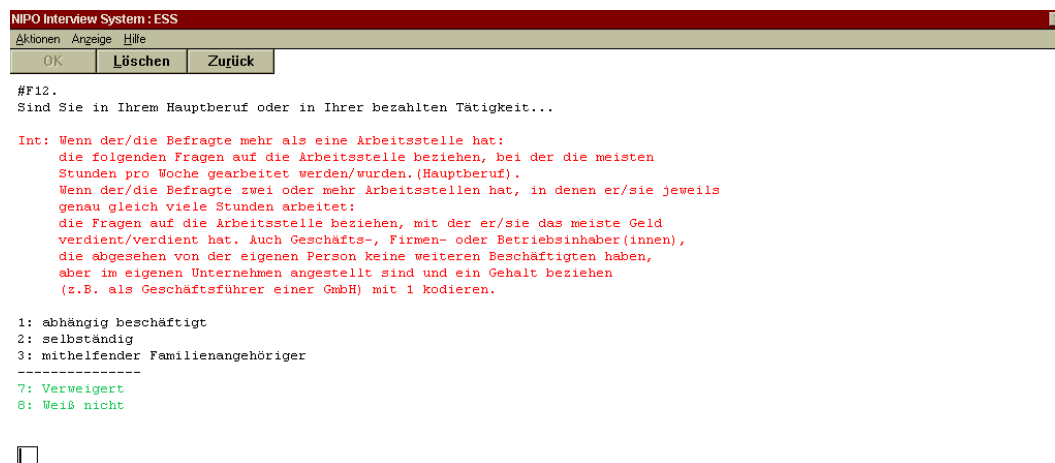 NIPO Interview System : ESS
Aktionen Anzeige Hilfe
OK Löschen Zurück
#F12.
Sind Sie in Ihrem Hauptberuf oder in Ihrer bezahlten Tätigkeit...
Int: Wenn der/die Befragte mehr als eine Arbeitsstelle hat:
die folgenden Fragen auf die Arbeitsstelle beziehen, bei der die meisten
Stunden pro Woche gearbeitet werden/wurden.(Hauptberuf).
Wenn der/die Befragte zwei oder mehr Arbeitsstellen hat, in denen er/sie jeweils
genau gleich viele Stunden arbeitet:
die Fragen auf die Arbeitsstelle beziehen, mit der er/sie das meiste Geld
verdient/verdient hat. Auch Geschäfts-, Firmen- oder Betriebsinhaber(innen),
die abgesehen von der eigenen Person keine weiteren Beschäftigten haben,
aber im eigenen Unternehmen angestellt sind und ein Gehalt beziehen
(z.B. als Geschäftsführer einer GmbH) mit 1 kodieren.
1: abhängig beschäftigt
2: selbständig
3: mithelfender Familienangehöriger
---------------
7: Verweigert
8: Weiß nicht